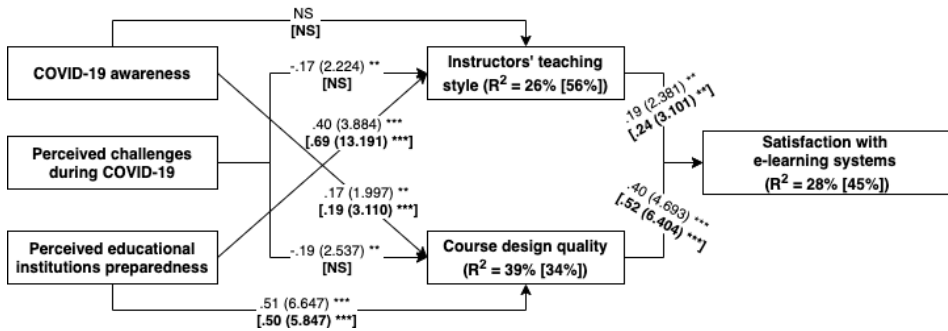 NS
[NS]
COVID-19 awareness
-.17 (2.224) **
[NS]
Instructors' teaching
style (R² = 26% [56%])
.19 (2.381) **
[.24 (3.101) **]
.40 (3.884) ***
[.69 (13.191) ***]
Perceived challenges
during COVID-19
Satisfaction with
e-learning systems
(R² = 28% [45%])
.17 (1.997) **
[.19 (3.110) ***]
.40 (4.693) ***
[.52 (6.404) ***]
Perceived educational
institutions preparedness
-.19 (2.537) **
[NS]
Course design quality
(R² = 39% [34%])
.51 (6.647) ***
[.50 (5.847) ***]